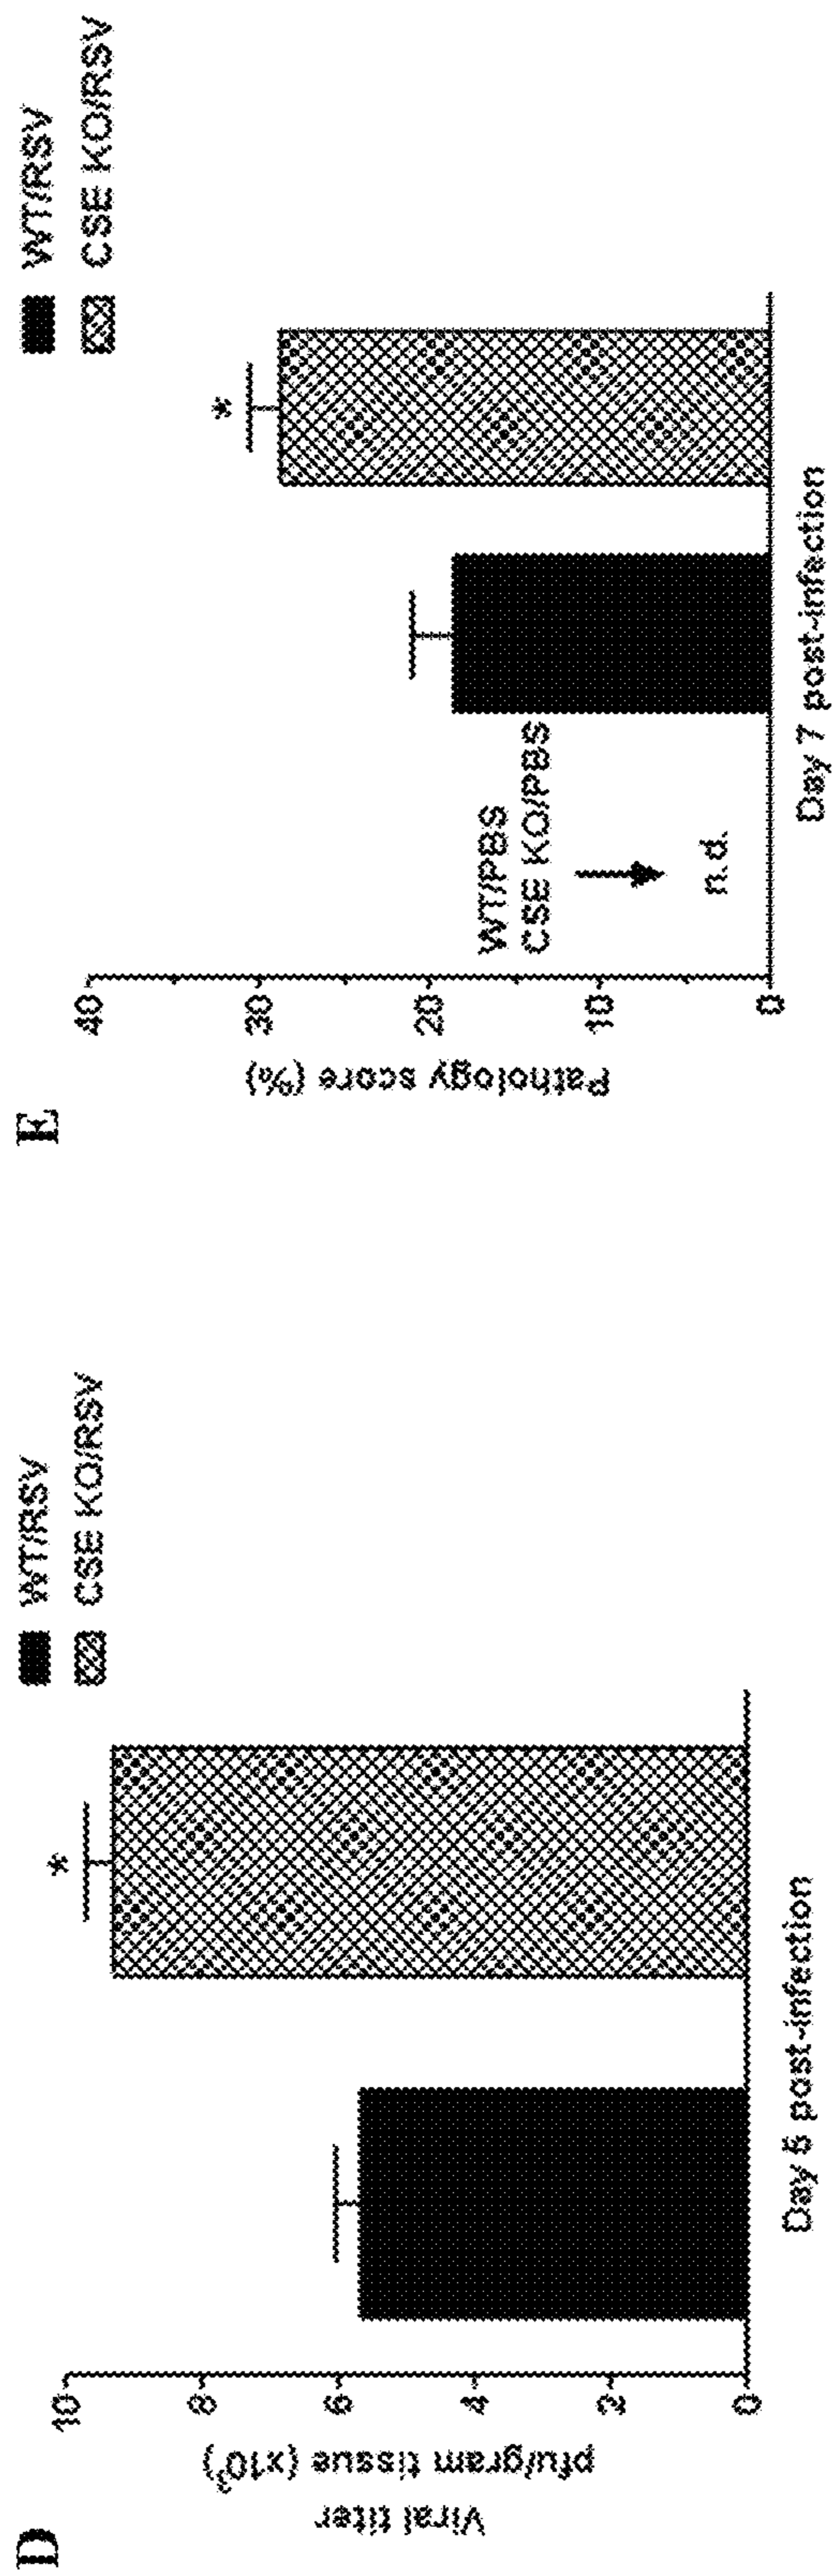 D
Viral titer
pfu/gram tissue (x10³)
10
8
6
4
2
0
*
WT/RSV
CSE KO/RSV
Day post-infection
E
Pathology score (%)
40
30
20
10
0
WT/PBS
CSE KO/PBS
n.d.
*
WT/RSV
CSE KO/RSV
Day 7 post-infection